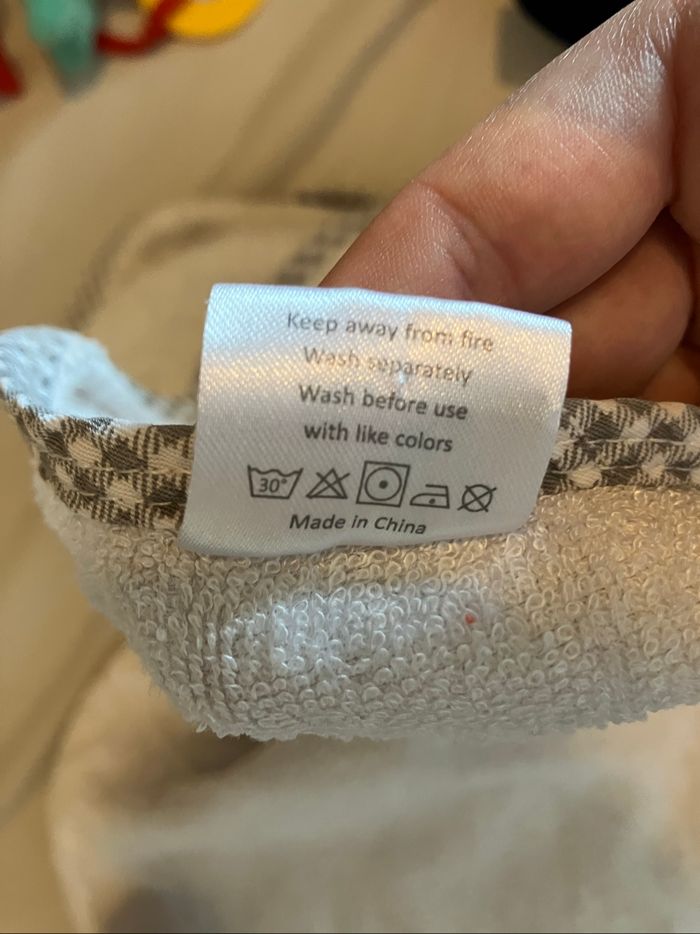 Keep away from fire
Wash separately
Wash before use
with like colors
30°
Made in China